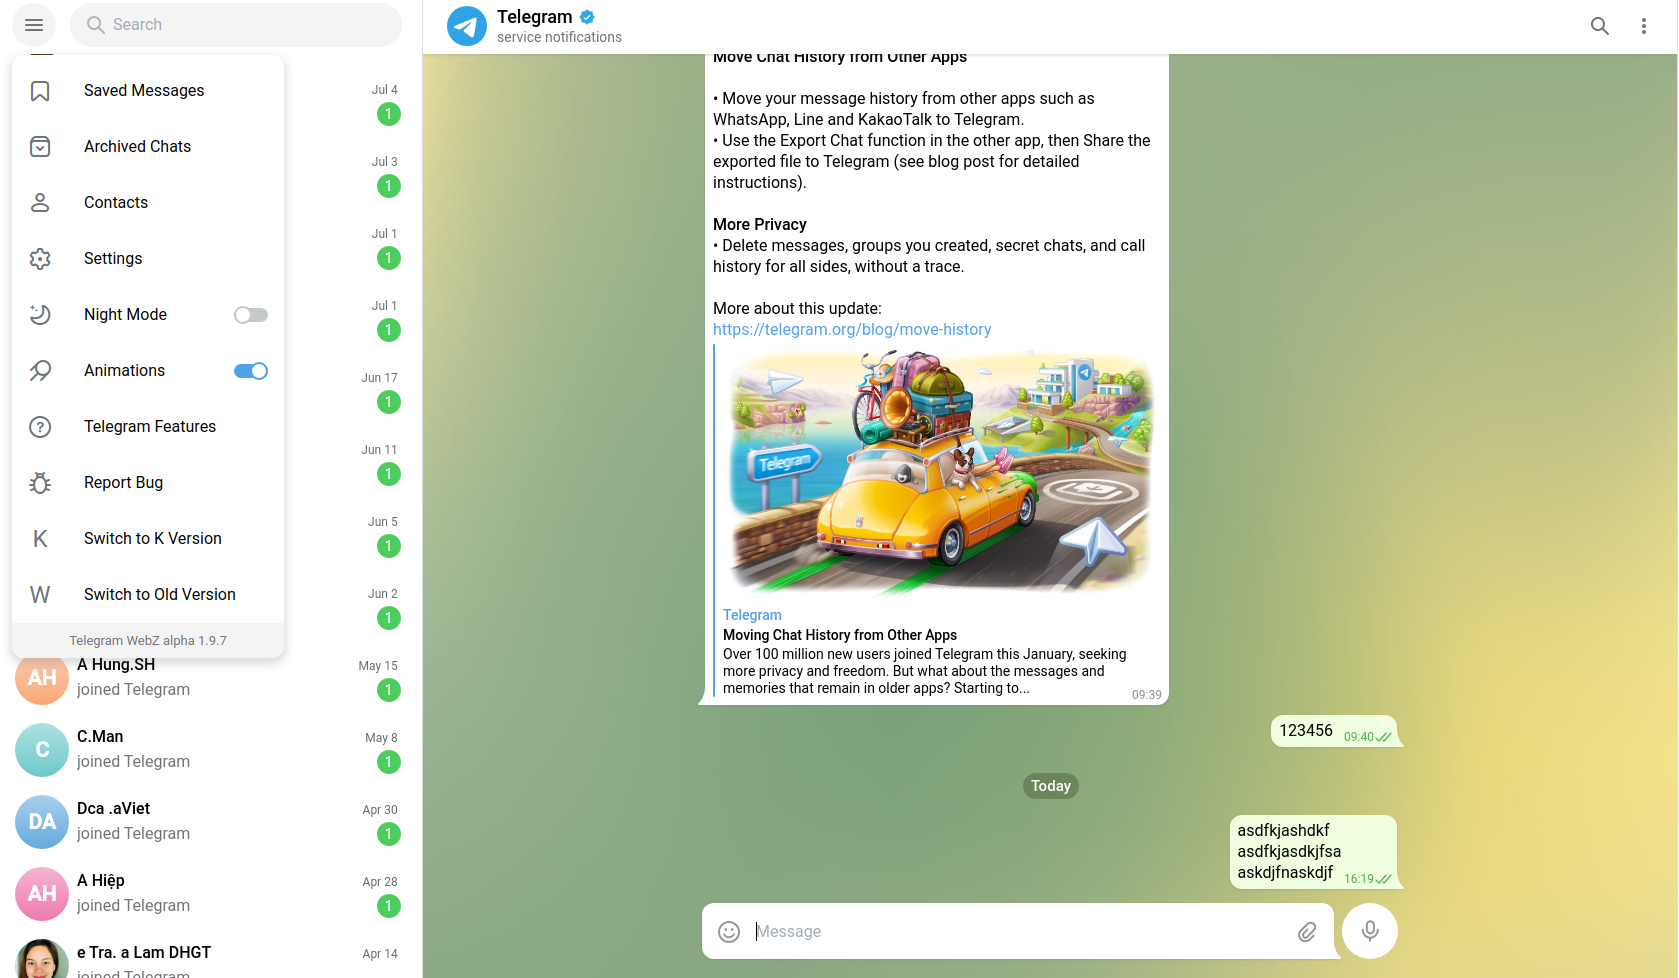 Search
Saved Messages
Archived Chats
Contacts
Settings
Night Mode
Animations
Telegram Features
Report Bug
K Switch to K Version
W Switch to Old Version
Telegram WebZ alpha 1.9.7
Jul 4
1
Jul 3
1
Jul 1
1
Jul 1
1
Jun 17
1
Jun 11
1
Jun 5
1
Jun 2
1
AH
A Hung.SH May 15
joined Telegram 1
C
C.Man May 8
joined Telegram 1
DA
Dca .aViet Apr 30
joined Telegram 1
AH
A Hiệp Apr 28
joined Telegram 1
e Tra. a Lam DHGT Apr 14
joined Telegram
Telegram
service notifications
Move Chat History from Other Apps
• Move your message history from other apps such as
WhatsApp, Line and KakaoTalk to Telegram.
• Use the Export Chat function in the other app, then Share the
exported file to Telegram (see blog post for detailed
instructions).
More Privacy
• Delete messages, groups you created, secret chats, and call
history for all sides, without a trace.
More about this update:
https://telegram.org/blog/move-history
Telegram
Telegram
Moving Chat History from Other Apps
Over 100 million new users joined Telegram this January, seeking
more privacy and freedom. But what about the messages and
memories that remain in older apps? Starting to...
09:39
123456 09:40
Today
asdfkjashdkf
asdfkjasdkjfsa
askdjfnaskdjf 16:19
Message